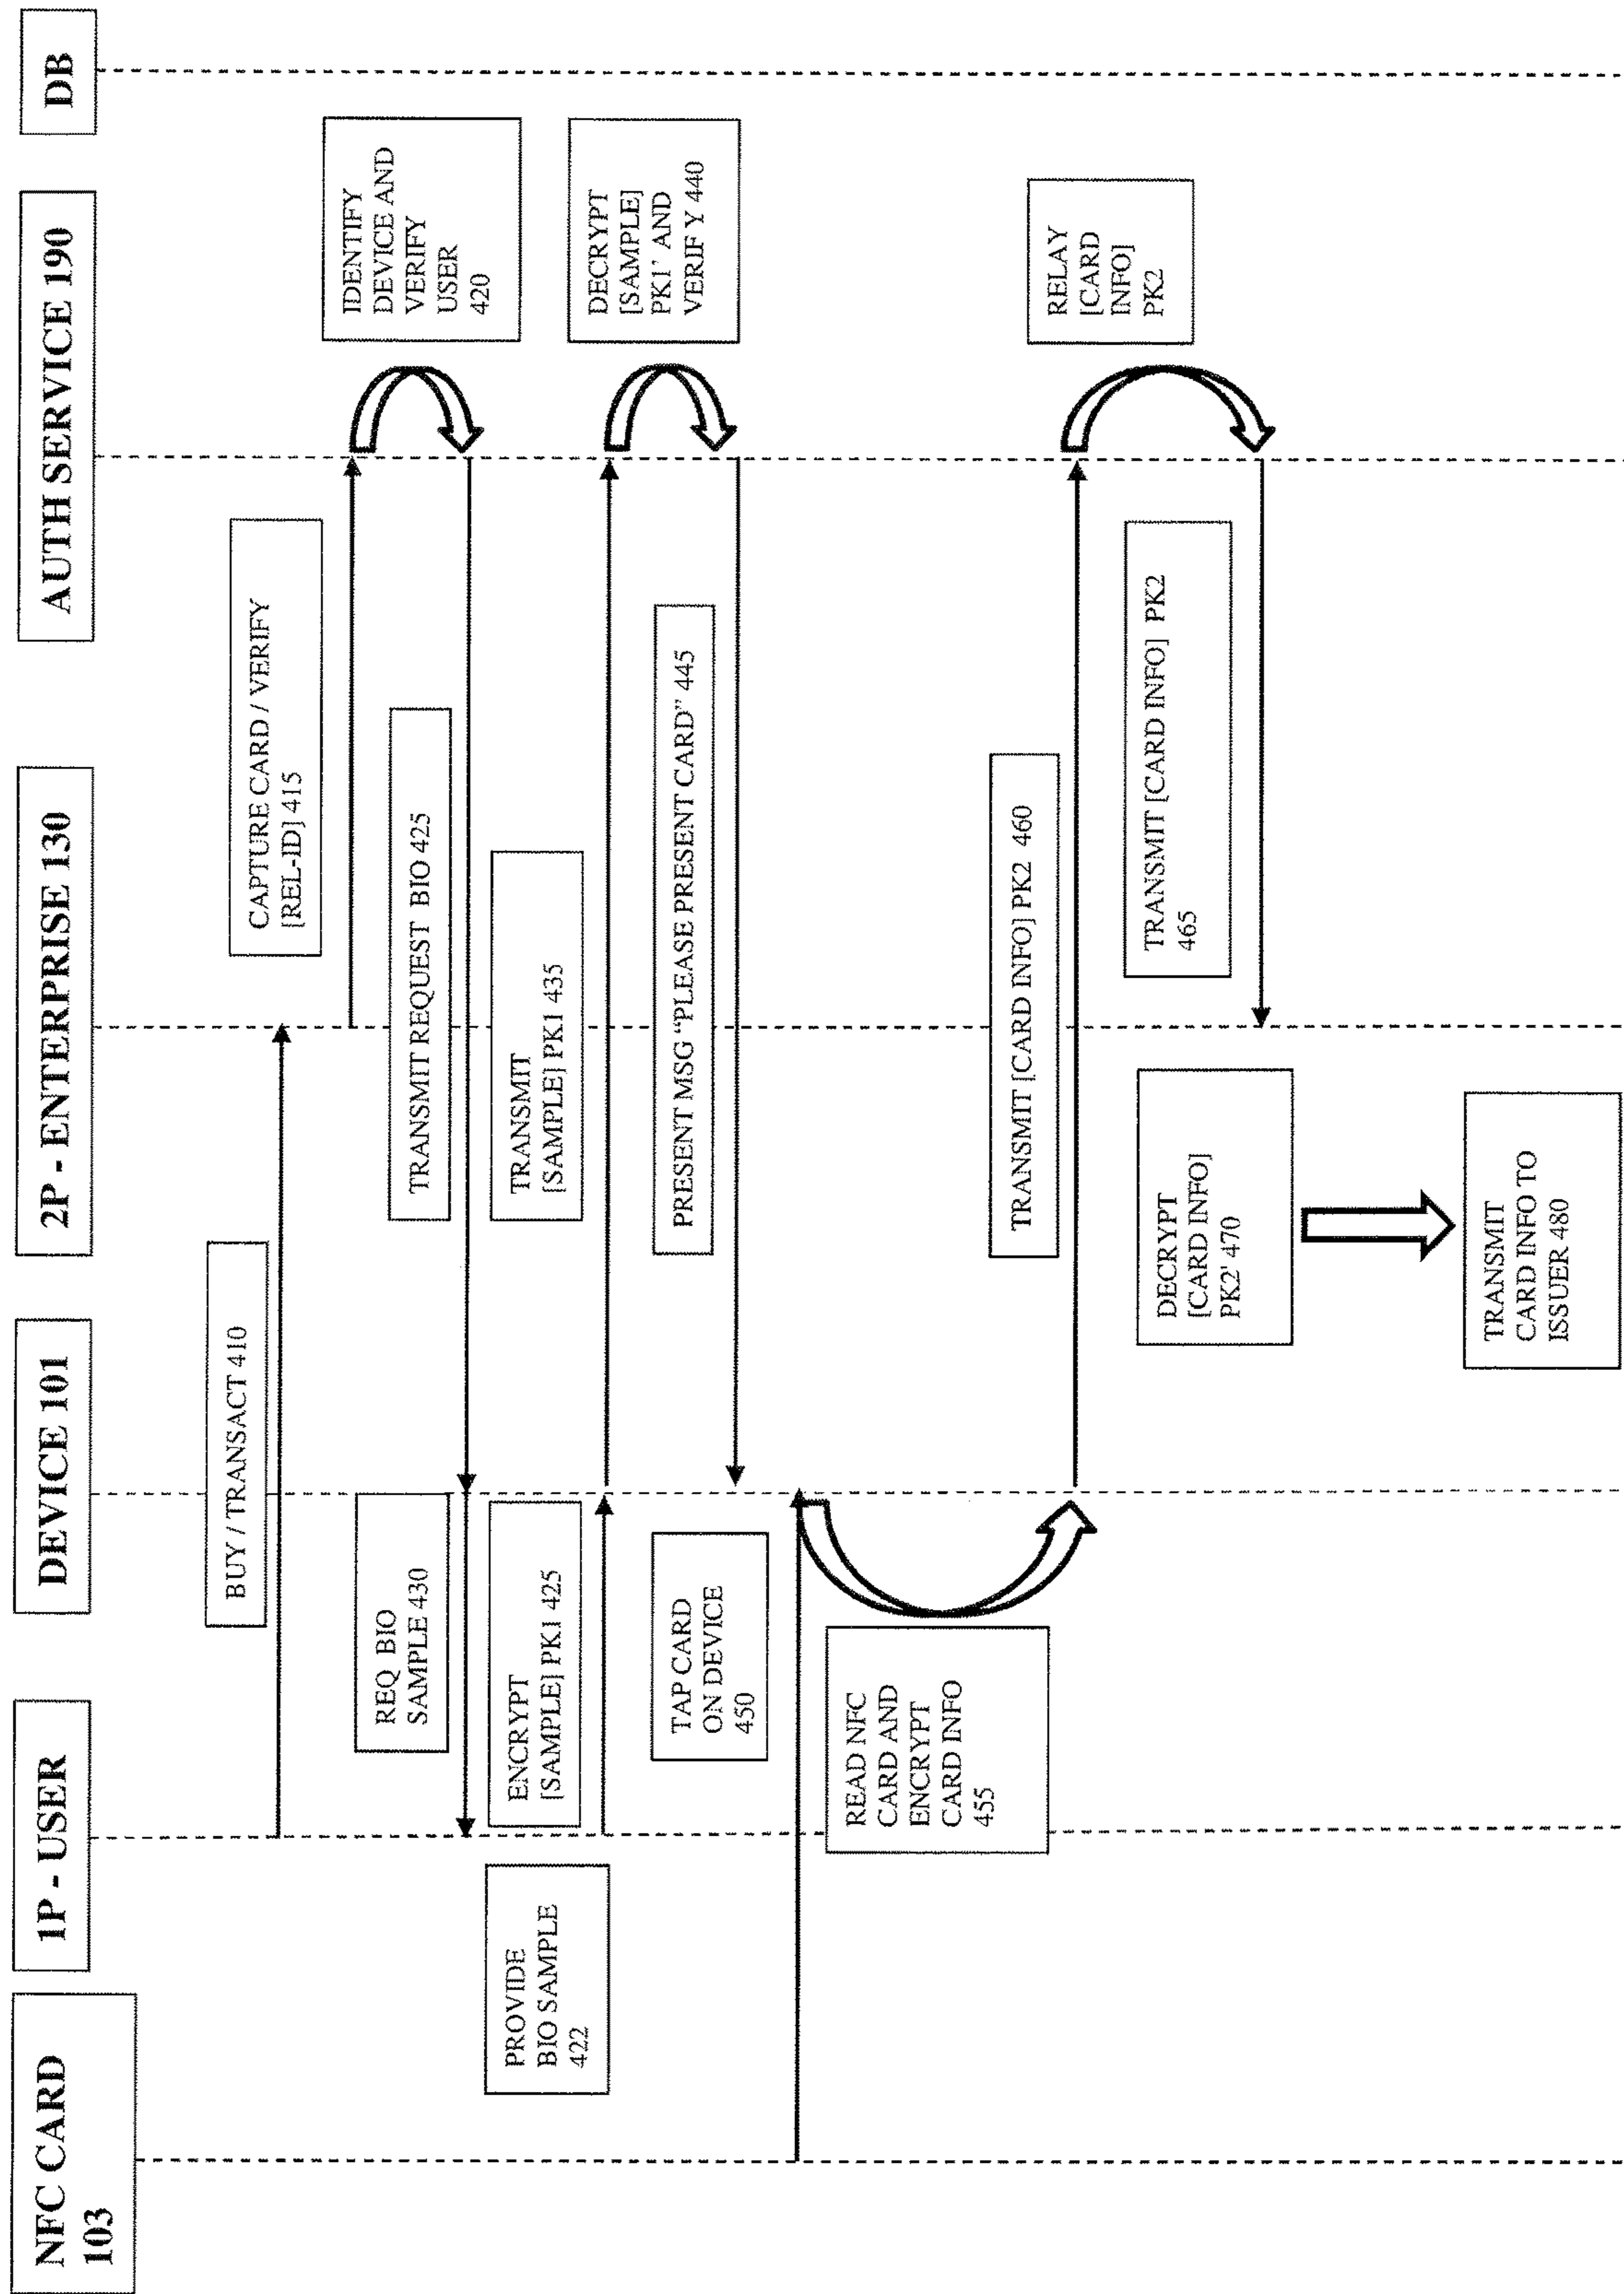 NFC CARD
103
1P - USER
DEVICE 101
2P - ENTERPRISE 130
AUTH SERVICE 190
DB
BUY / TRANSACT 410
CAPTURE CARD / VERIFY
[REL-ID] 415
IDENTIFY
DEVICE AND
VERIFY
USER
420
REQ BIO
SAMPLE 430
TRANSMIT REQUEST BIO 425
PROVIDE
BIO SAMPLE
422
ENCRYPT
[SAMPLE] PK1 425
TRANSMIT
[SAMPLE] PK1 435
DECRYPT
[SAMPLE]
PK1' AND
VERIF Y 440
TAP CARD
ON DEVICE
450
PRESENT MSG “PLEASE PRESENT CARD” 445
READ NFC
CARD AND
ENCRYPT
CARD INFO
455
TRANSMIT [CARD INFO] PK2 460
RELAY
[CARD
INFO]
PK2
TRANSMIT [CARD INFO] PK2
465
DECRYPT
[CARD INFO]
PK2' 470
TRANSMIT
CARD INFO TO
ISSUER 480